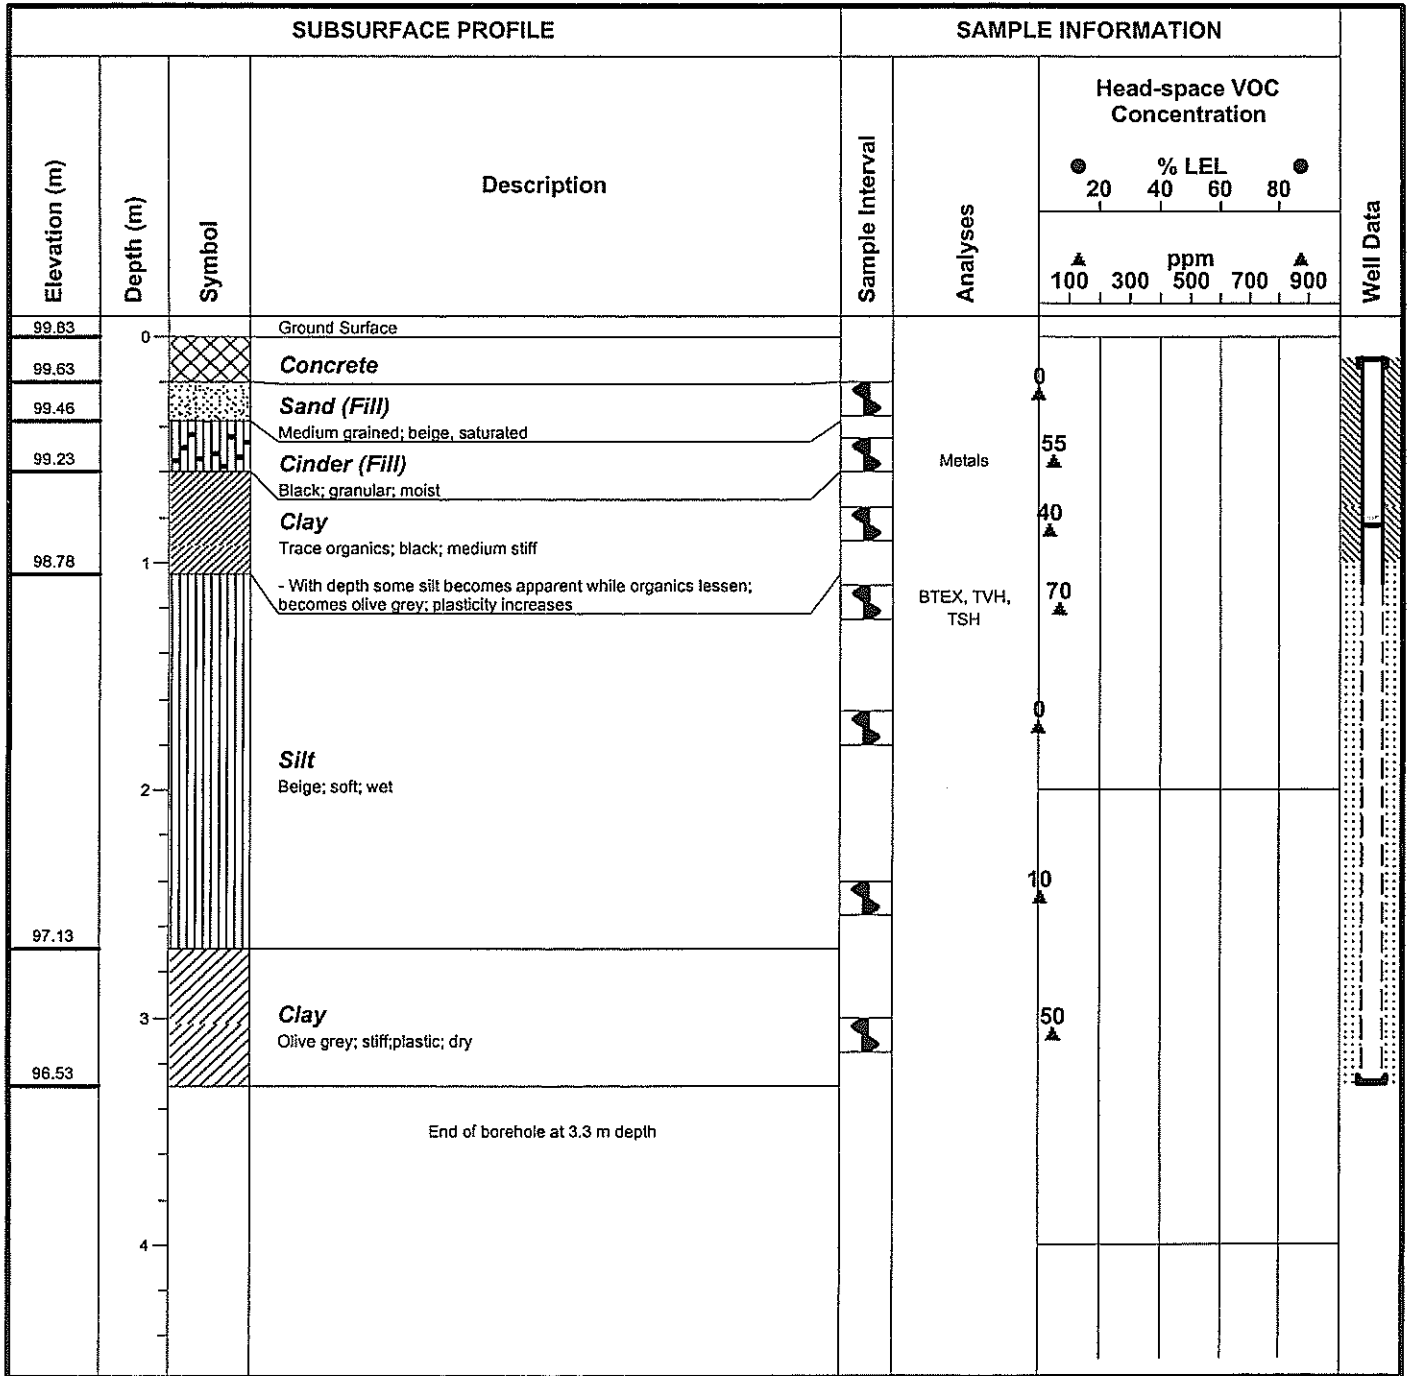 SUBSURFACE PROFILE
SAMPLE INFORMATION
Elevation (m)
Depth (m)
Symbol
Description
Sample Interval
Analyses
Head-space VOC
Concentration
% LEL
20 40 60 80
ppm
100 300 500 700 900
Well Data
99.83
0
Ground Surface
Concrete
99.63
0
99.46
Sand (Fill)
Medium grained; beige, saturated
55
99.23
Cinder (Fill)
Metals
Black; granular; moist
40
Clay
Trace organics; black; medium stiff
98.78
1
- With depth some silt becomes apparent while organics lessen;
becomes olive grey; plasticity increases
BTEX, TVH,
TSH
70
0
Silt
Beige; soft; wet
2
10
97.13
3
Clay
Olive grey; stiff;plastic; dry
50
96.53
End of borehole at 3.3 m depth
4